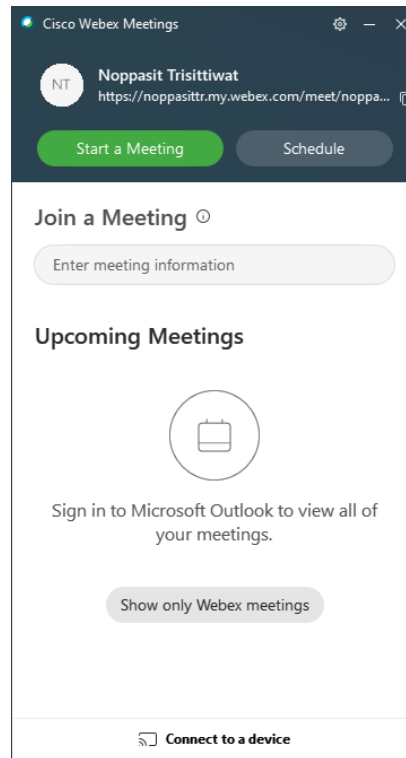 Cisco Webex Meetings
NT
Noppasit Trisittiwat
https://noppasittr.my.webex.com/meet/noppa...
Start a Meeting
Schedule
Join a Meeting
Enter meeting information
Upcoming Meetings
Sign in to Microsoft Outlook to view all of
your meetings.
Show only Webex meetings
Connect to a device